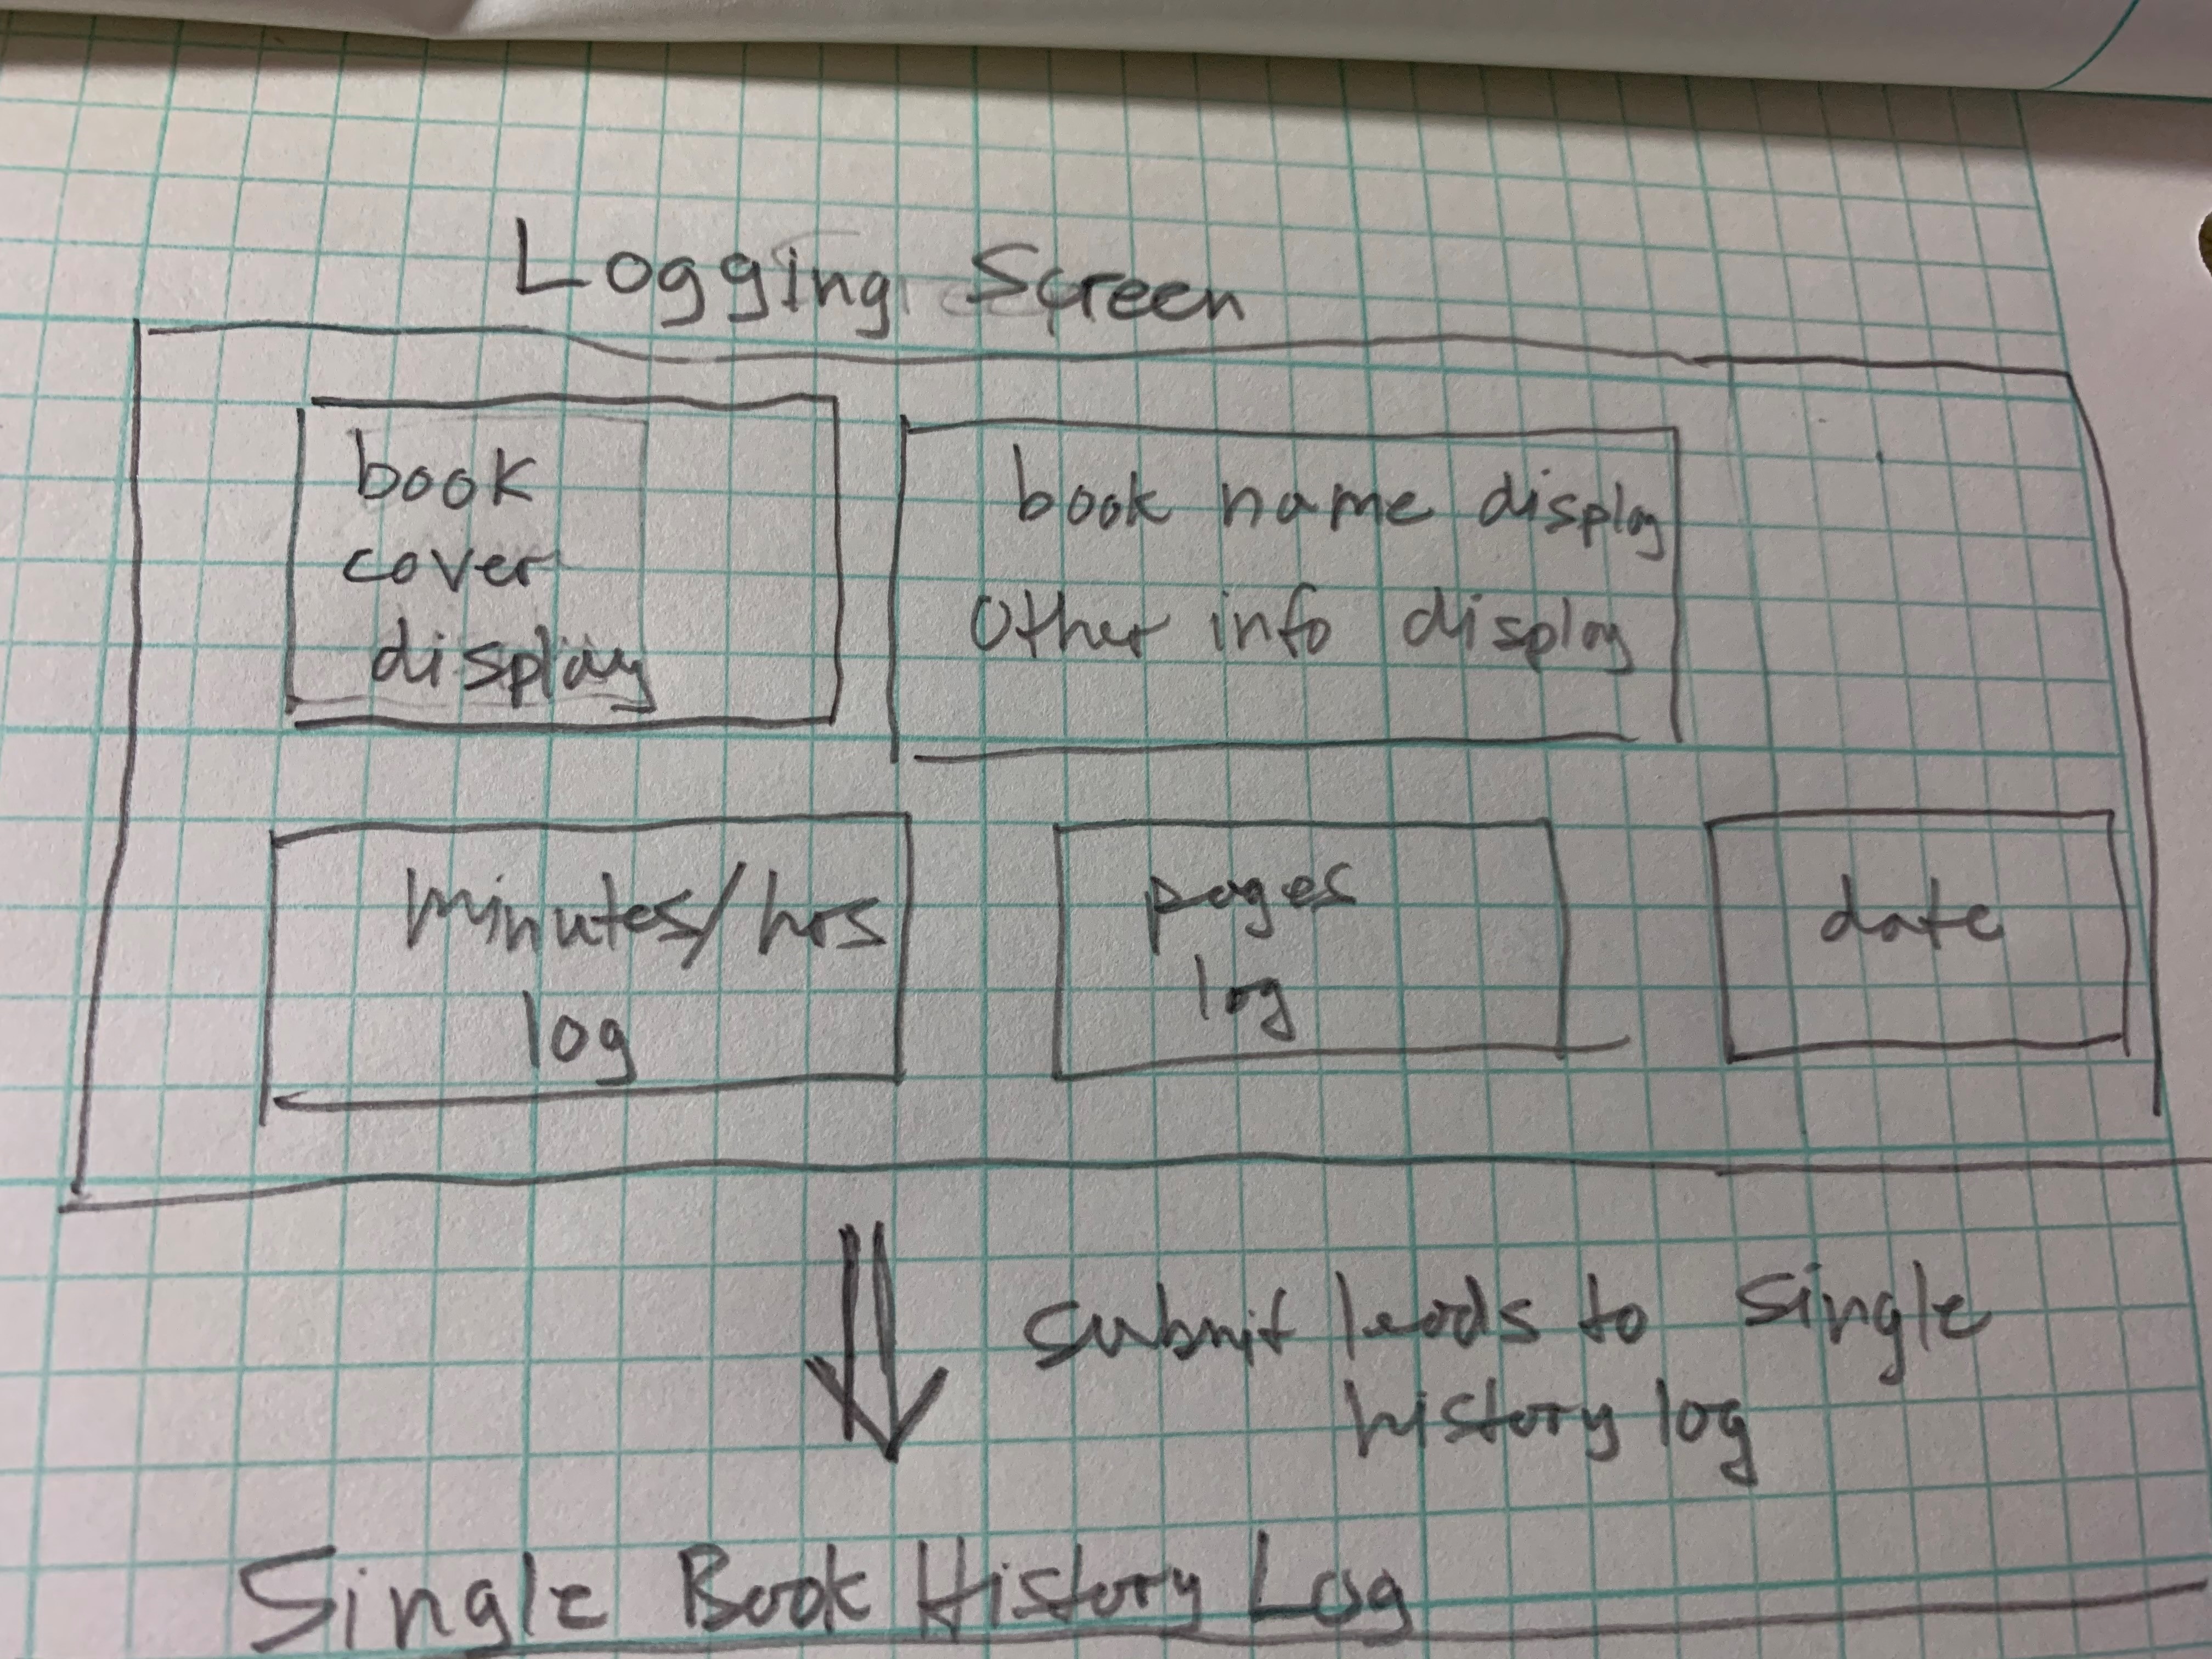 Logging Screen
book
cover
display
book name display
Other info display
minutes/hrs
log
pages
log
date
submit leads to single
history log
Single Book History Log